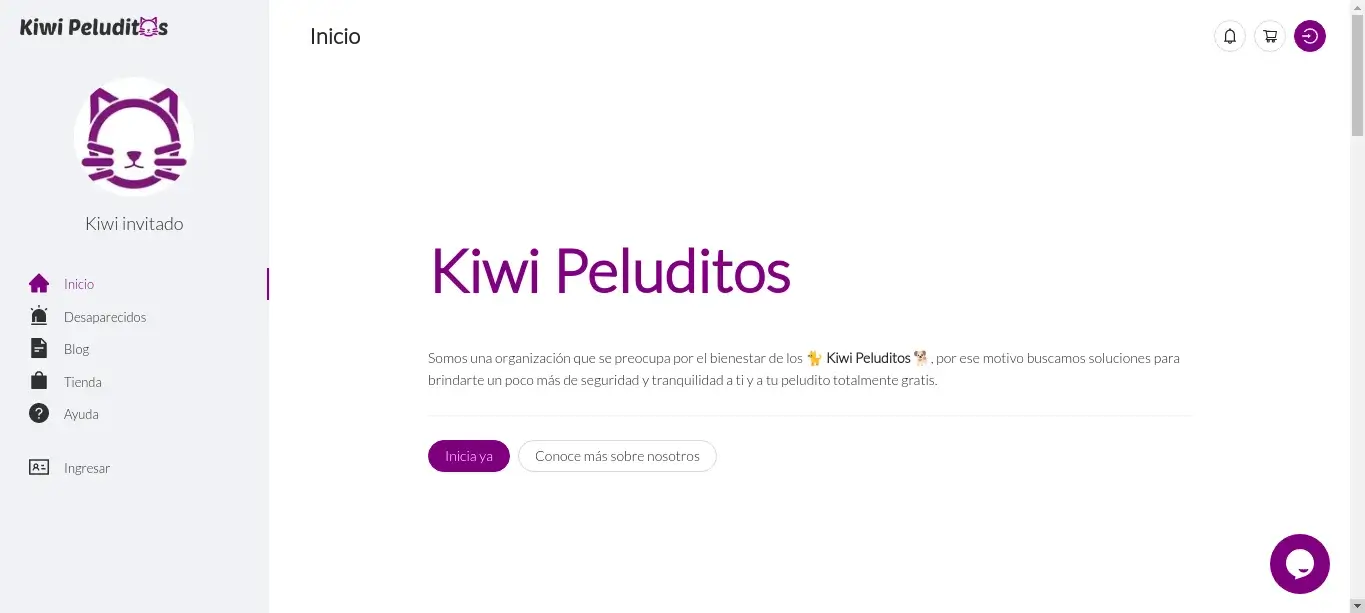 Kiwi Peluditos
Inicio
Kiwi invitado
Inicio
Desaparecidos
Blog
Tienda
Ayuda
Ingresar
Kiwi Peluditos
Somos una organización que se preocupa por el bienestar de los 🐈 Kiwi Peluditos 🐕, por ese motivo buscamos soluciones para
brindarte un poco más de seguridad y tranquilidad a ti y a tu peludito totalmente gratis.
Inicia ya
Conoce más sobre nosotros